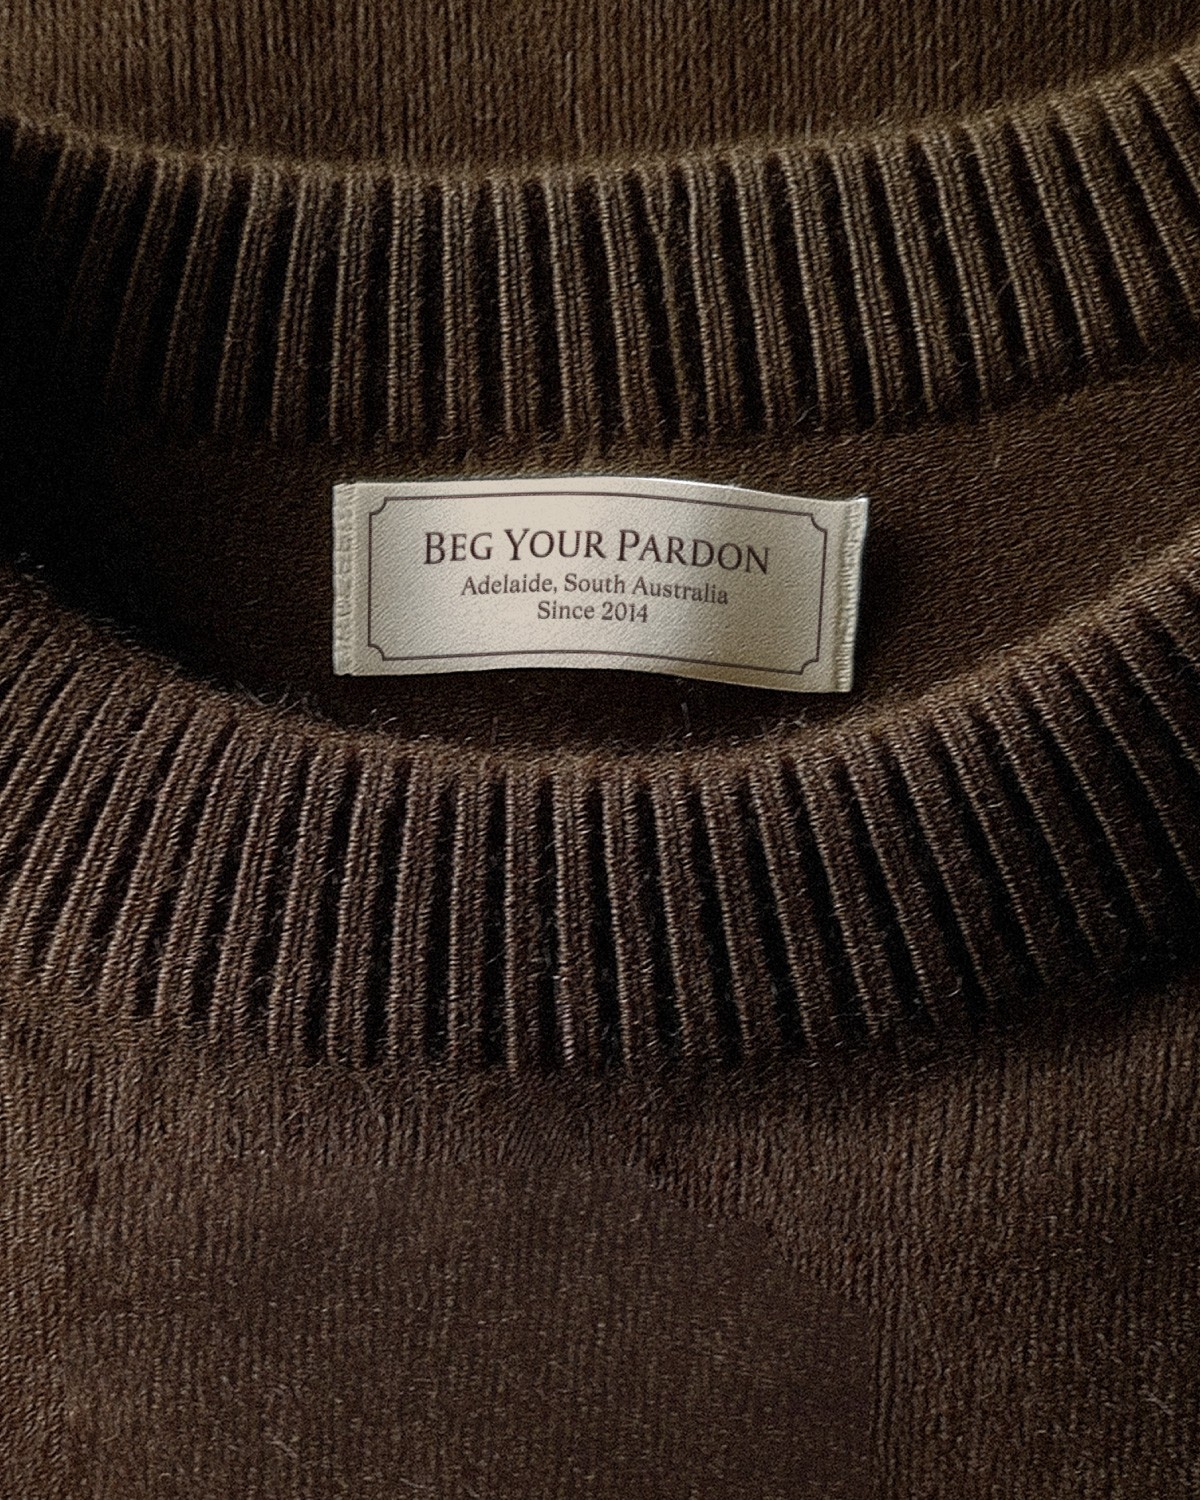 BEG YOUR PARDON
Adelaide, South Australia
Since 2014